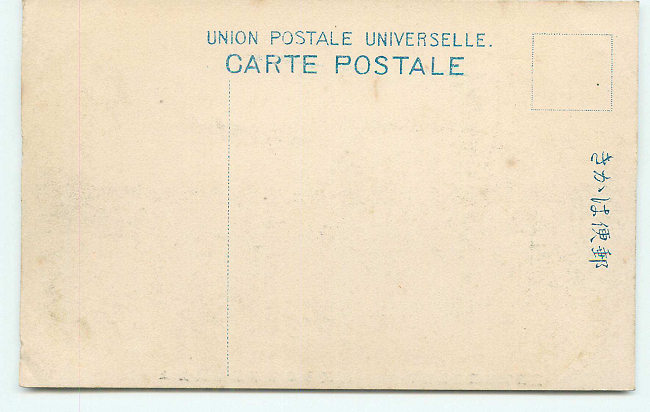 UNION POSTALE UNIVERSELLE.
CARTE POSTALE
郵便はかき